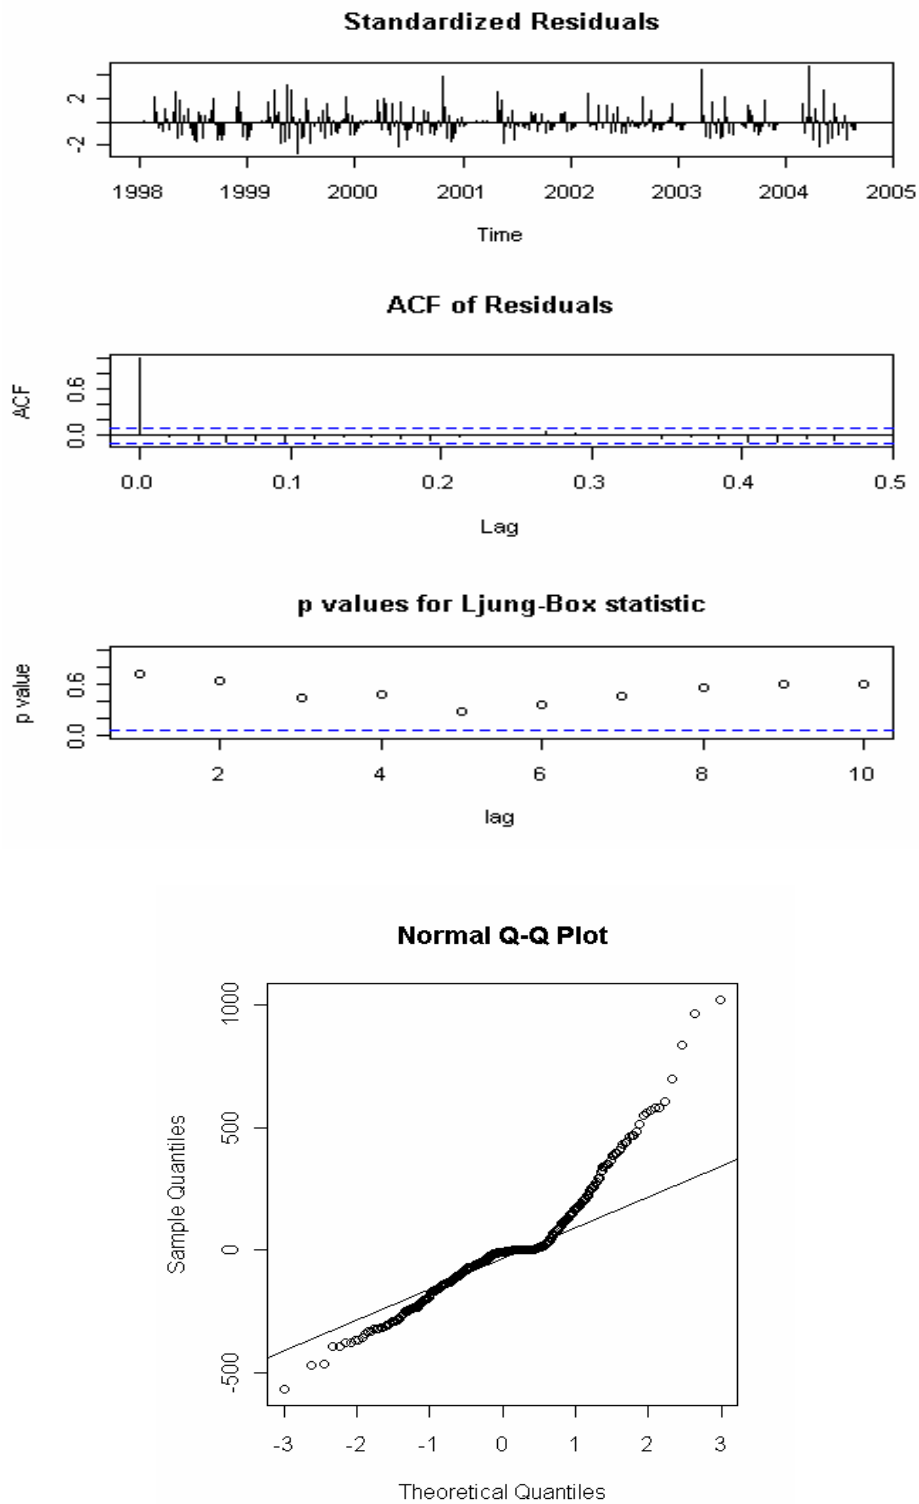 Standardized Residuals
2
-2
1998 1999 2000 2001 2002 2003 2004 2005
Time
ACF of Residuals
ACF
0.6
0.0
0.0 0.1 0.2 0.3 0.4 0.5
Lag
p values for Ljung-Box statistic
p value
0.6
0.0
2 4 6 8 10
lag
Normal Q-Q Plot
Sample Quantiles
1000
500
0
-500
-3 -2 -1 0 1 2 3
Theoretical Quantiles